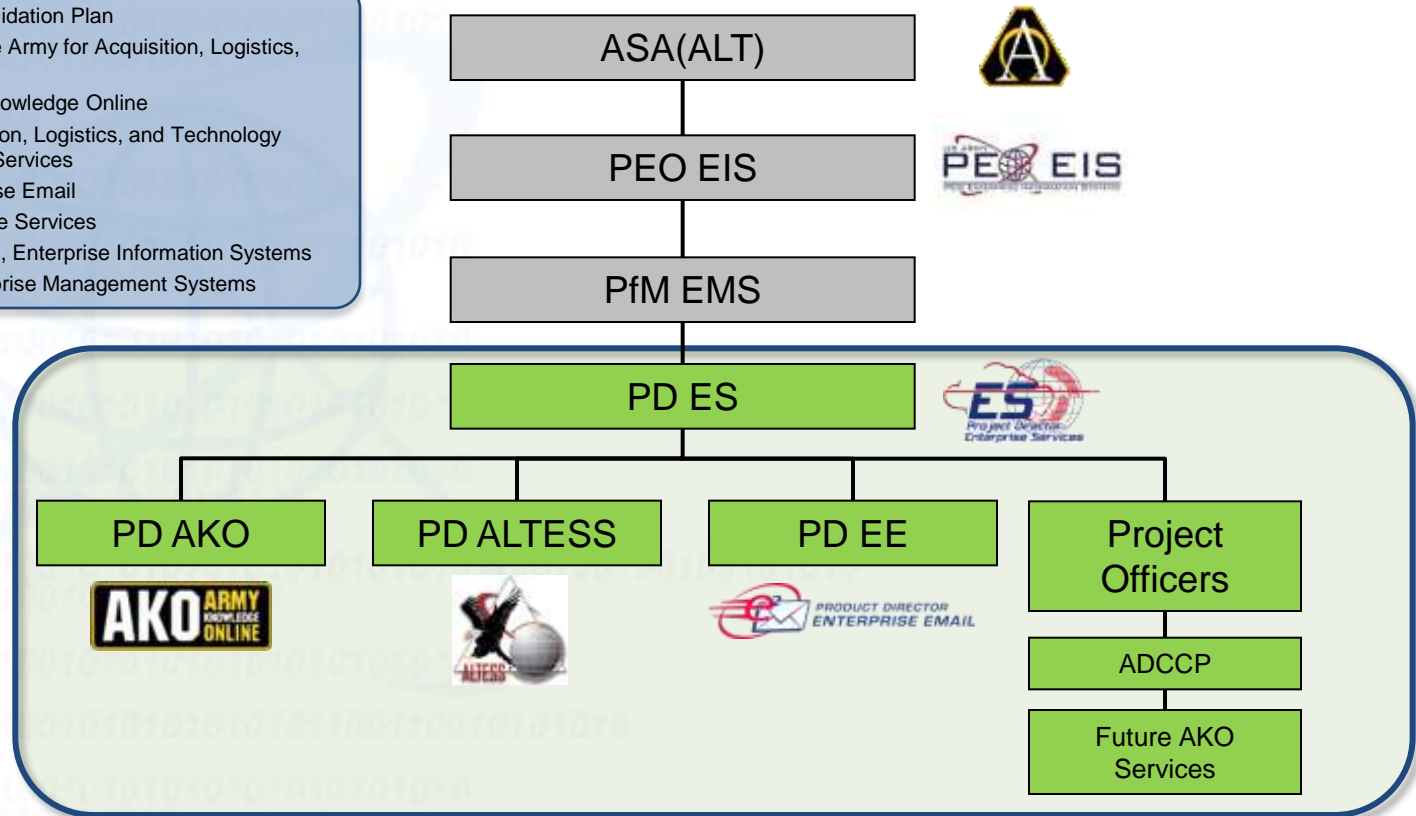 idation Plan
e Army for Acquisition, Logistics,
owledge Online
on, Logistics, and Technology
Services
se Email
e Services
, Enterprise Information Systems
prise Management Systems
ASA(ALT)
PEO EIS
US ARMY
PEO EIS
PfM EMS
PD ES
ES
Project Director
Enterprise Services
PD AKO
PD ALTESS
PD EE
Project
Officers
AKO ARMY
KNOWLEDGE
ONLINE
ALTESS
PRODUCT DIRECTOR
ENTERPRISE EMAIL
ADCCP
Future AKO
Services